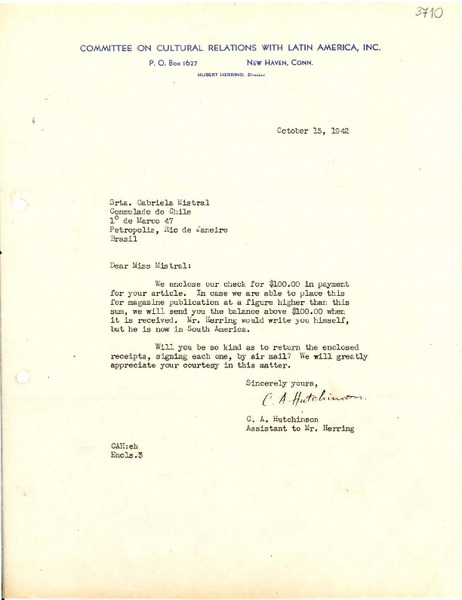 3710
COMMITTEE ON CULTURAL RELATIONS WITH LATIN AMERICA, INC.
P. O. BOX 1627 NEW HAVEN, CONN.
HUBERT HERRING, Director
October 15, 1942
Srta. Gabriela Mistral
Consulado do Chile
1º de Marco 47
Petropolis, Rio de Janeiro
Brasil
Dear Miss Mistral:
We enclose our check for $100.00 in payment
for your article. In case we are able to place this
for magazine publication at a figure higher than this
sum, we will send you the balance above $100.00 when
it is received. Mr. Herring would write you himself,
but he is now in South America.
Will you be so kind as to return the enclosed
receipts, signing each one, by air mail? We will greatly
appreciate your courtesy in this matter.
Sincerely yours,
C. A. Hutchinson.
C. A. Hutchinson
Assistant to Mr. Herring
CAH:eh
Encls.3